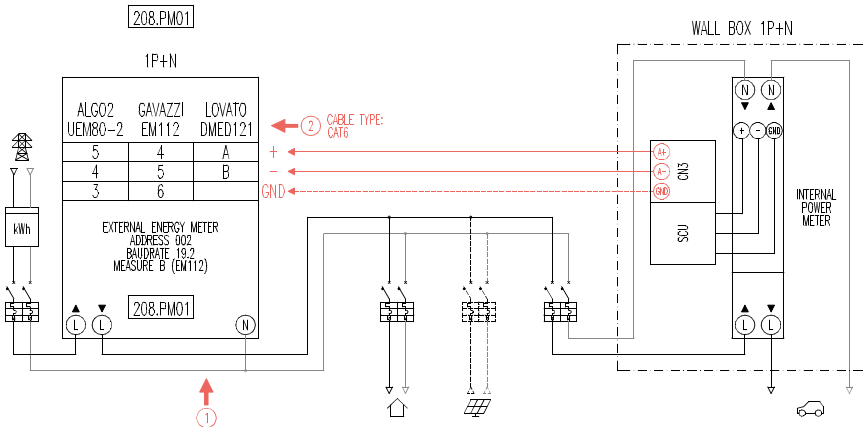 208.PM01
WALL BOX 1P+N
1P+N
ALGO2 GAVAZZI LOVATO
UEM80-2 EM112 DMED121
2 CABLE TYPE:
CAT6
5 4 A +
4 5 B -
3 6 GND
A+
A-
GND
CN3
SCU
N N
+ - GND
INTERNAL
POWER
METER
kWh
EXTERNAL ENERGY METER
ADDRESS 002
BAUDRATE 19.2
MEASURE B (EM112)
208.PM01
L L N
L L
1